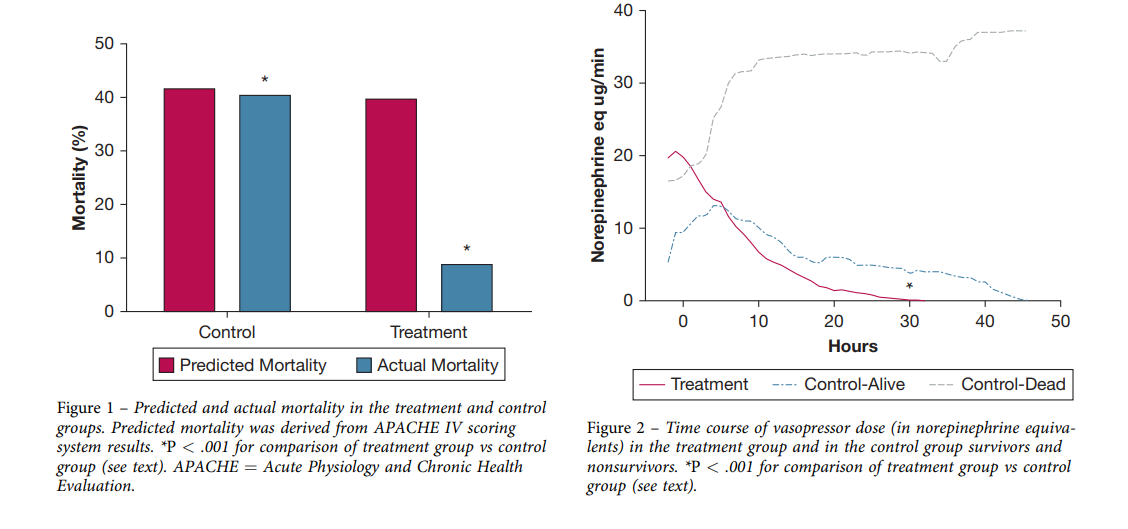 50
40
30
20
10
0
Mortality (%)
*
*
Control
Treatment
Predicted Mortality
Actual Mortality
Figure 1 – Predicted and actual mortality in the treatment and control
groups. Predicted mortality was derived from APACHE IV scoring
system results. *P < .001 for comparison of treatment group vs control
group (see text). APACHE = Acute Physiology and Chronic Health
Evaluation.
40
30
20
10
0
Norepinephrine eq ug/min
*
0 10 20 30 40 50
Hours
Treatment
Control-Alive
Control-Dead
Figure 2 – Time course of vasopressor dose (in norepinephrine equiva-
lents) in the treatment group and in the control group survivors and
nonsurvivors. *P < .001 for comparison of treatment group vs control
group (see text).